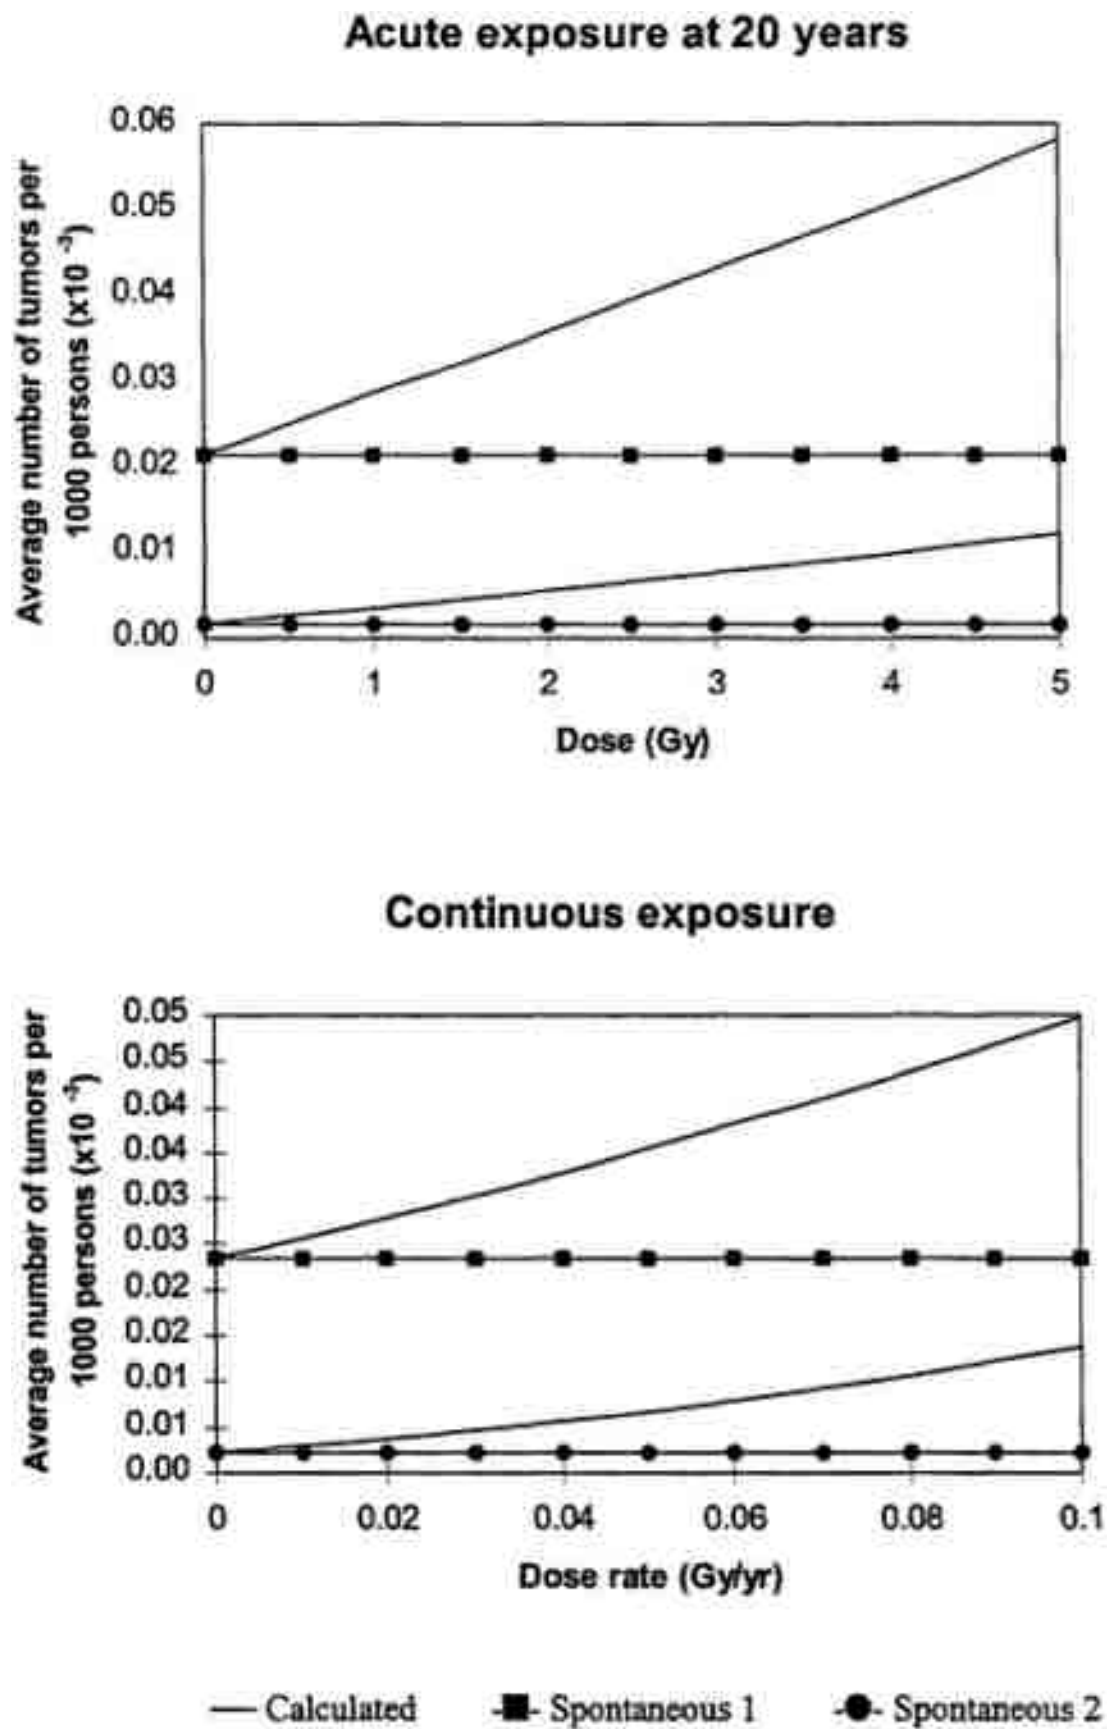 Acute exposure at 20 years
Average number of tumors per
1000 persons (x10 -3)
0.06
0.05
0.04
0.03
0.02
0.01
0.00
0 1 2 3 4 5
Dose (Gy)
Continuous exposure
Average number of tumors per
1000 persons (x10 -3)
0.05
0.05
0.04
0.04
0.03
0.03
0.02
0.02
0.01
0.01
0.00
0 0.02 0.04 0.06 0.08 0.1
Dose rate (Gy/yr)
Calculated Spontaneous 1 Spontaneous 2